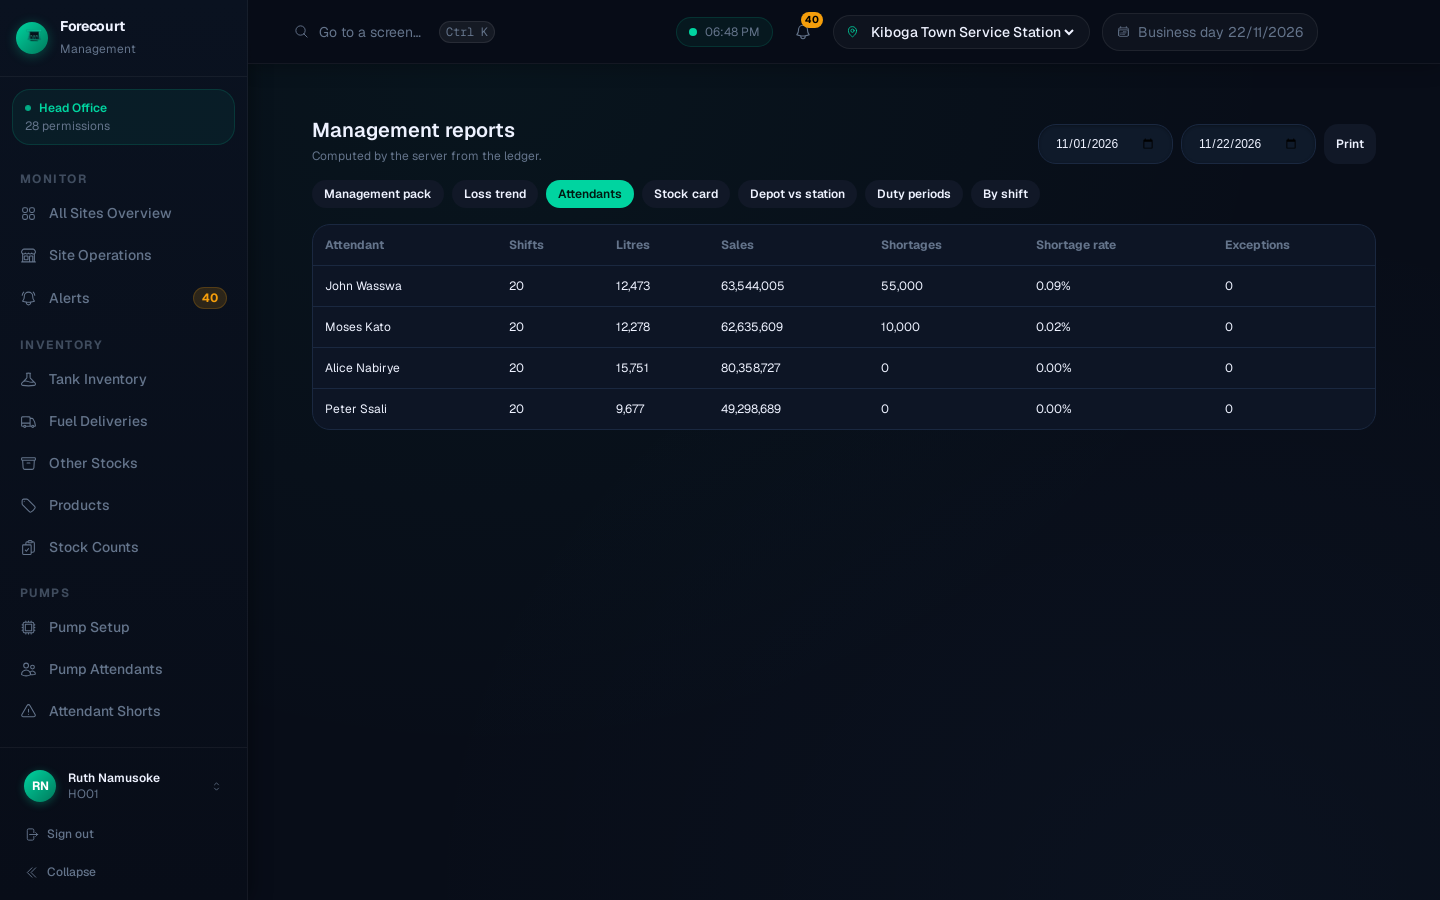 Forecourt
Management
Head Office
28 permissions
MONITOR
All Sites Overview
Site Operations
Alerts 40
INVENTORY
Tank Inventory
Fuel Deliveries
Other Stocks
Products
Stock Counts
PUMPS
Pump Setup
Pump Attendants
Attendant Shorts
RN Ruth Namusoke
HO01
Sign out
Collapse
Go to a screen... Ctrl K 06:48 PM 40 Kiboga Town Service Station Business day 22/11/2026
Management reports
Computed by the server from the ledger.
11/01/2026 11/22/2026 Print
Management pack Loss trend Attendants Stock card Depot vs station Duty periods By shift
Attendant Shifts Litres Sales Shortages Shortage rate Exceptions
John Wasswa 20 12,473 63,544,005 55,000 0.09% 0
Moses Kato 20 12,278 62,635,609 10,000 0.02% 0
Alice Nabirye 20 15,751 80,358,727 0 0.00% 0
Peter Ssali 20 9,677 49,298,689 0 0.00% 0